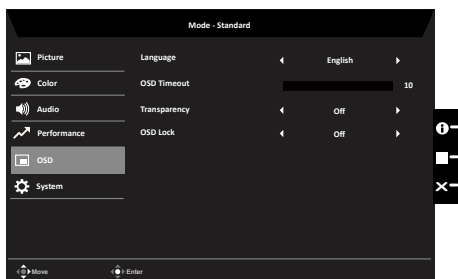 Mode - Standard
Picture
Language
English
Color
OSD Timeout
10
Audio
Transparency
Off
Performance
OSD Lock
Off
OSD
System
Move
Enter